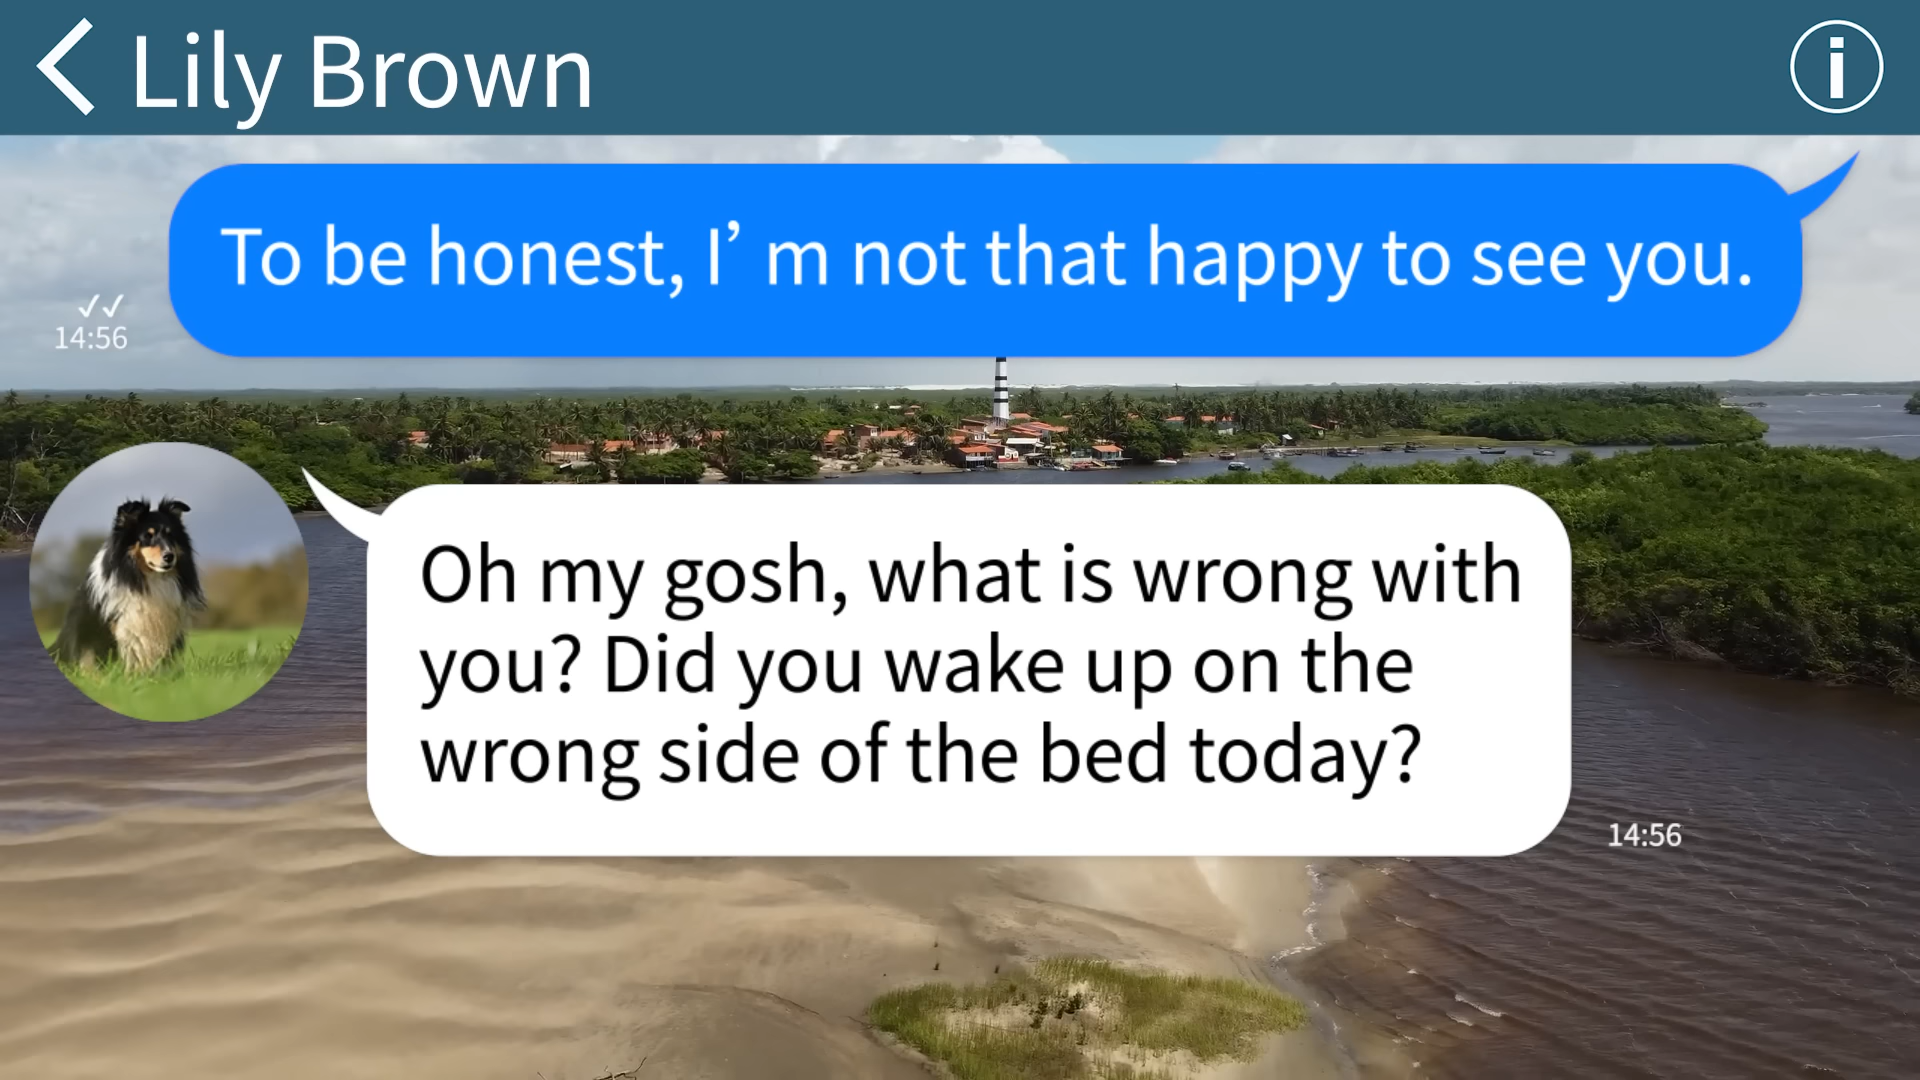 Lily Brown
To be honest, I’m not that happy to see you.
14:56
Oh my gosh, what is wrong with
you? Did you wake up on the
wrong side of the bed today?
14:56